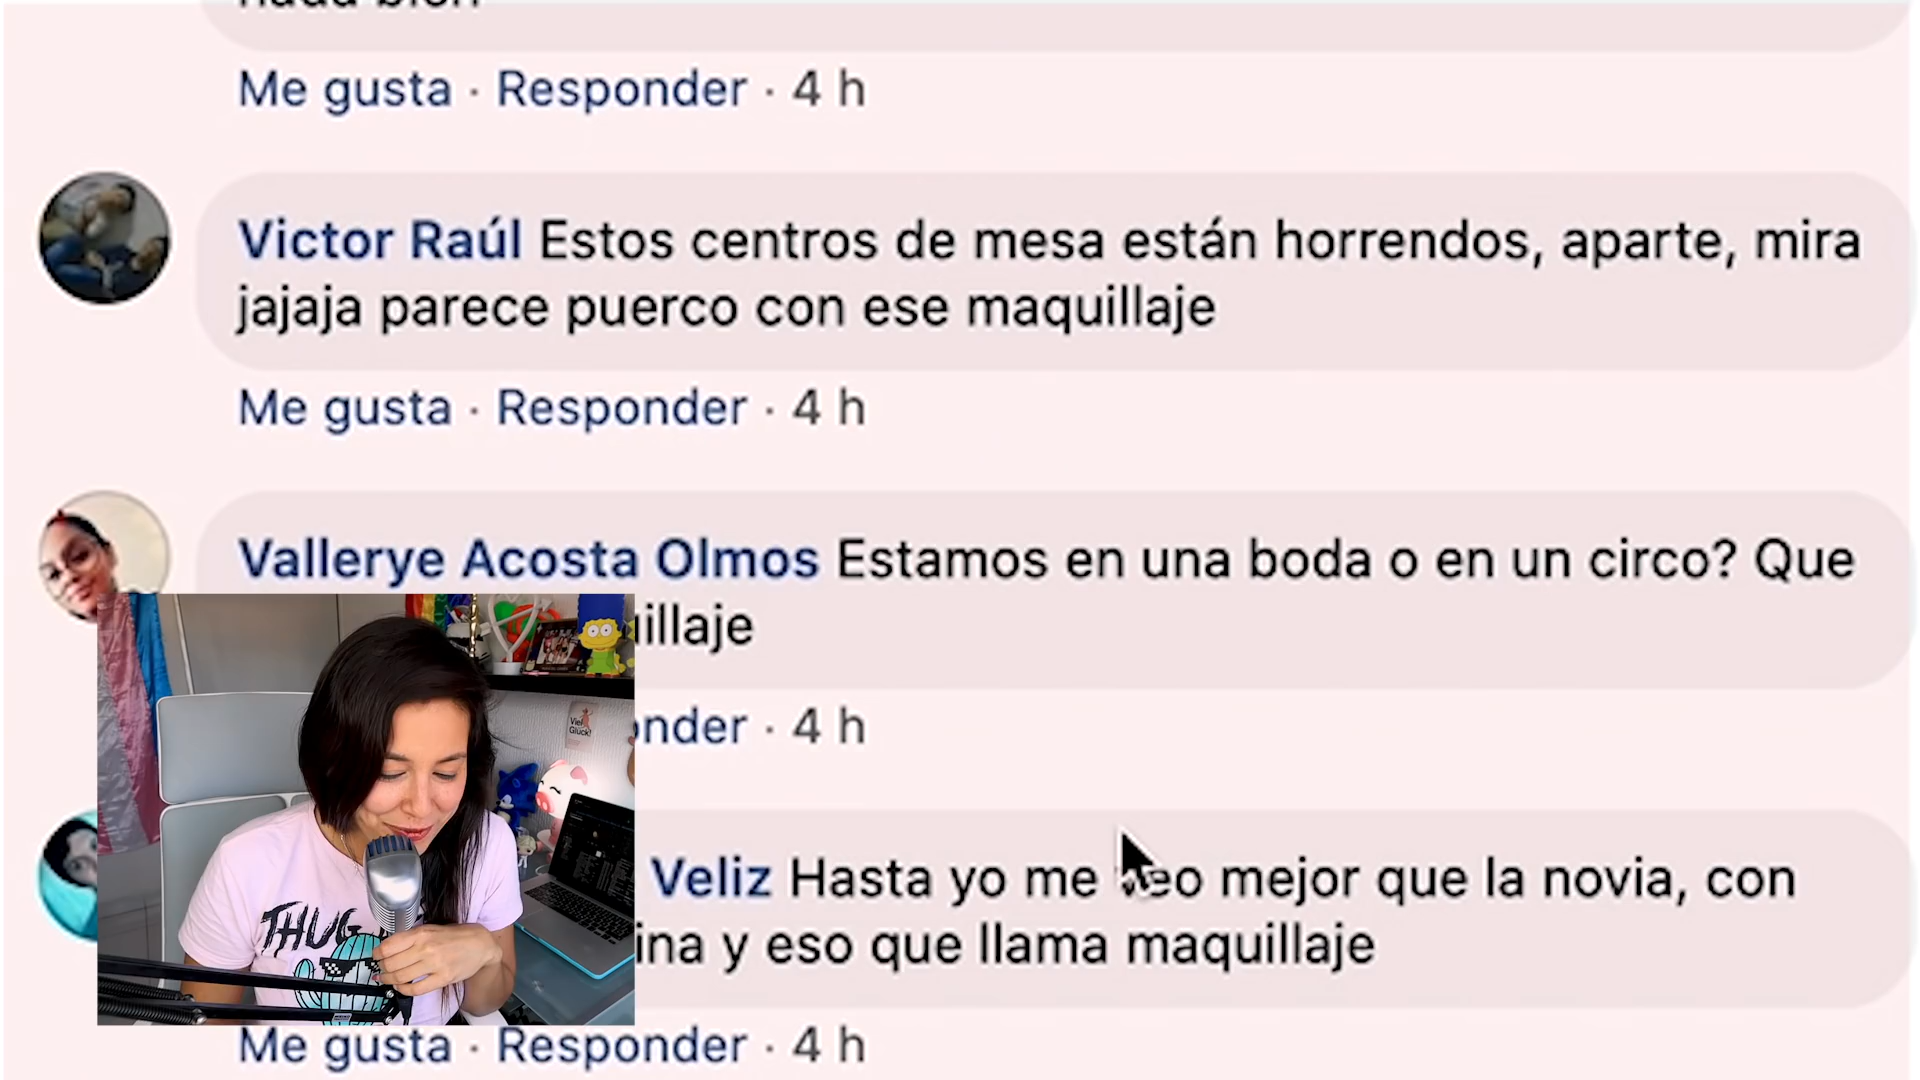 Me gusta · Responder · 4 h
Victor Raúl Estos centros de mesa están horrendos, aparte, mira
jajaja parece puerco con ese maquillaje
Me gusta · Responder · 4 h
Vallerye Acosta Olmos Estamos en una boda o en un circo? Que
illaje
nder · 4 h
Veliz Hasta yo me veo mejor que la novia, con
ina y eso que llama maquillaje
Me gusta · Responder · 4 h
Viel
Glück!
THUG